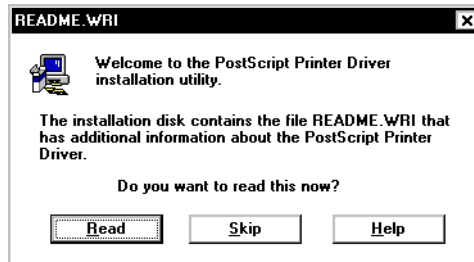 README.WRI
Welcome to the PostScript Printer Driver
installation utility.
The installation disk contains the file README.WRI that
has additional information about the PostScript Printer
Driver.
Do you want to read this now?
Read Skip Help